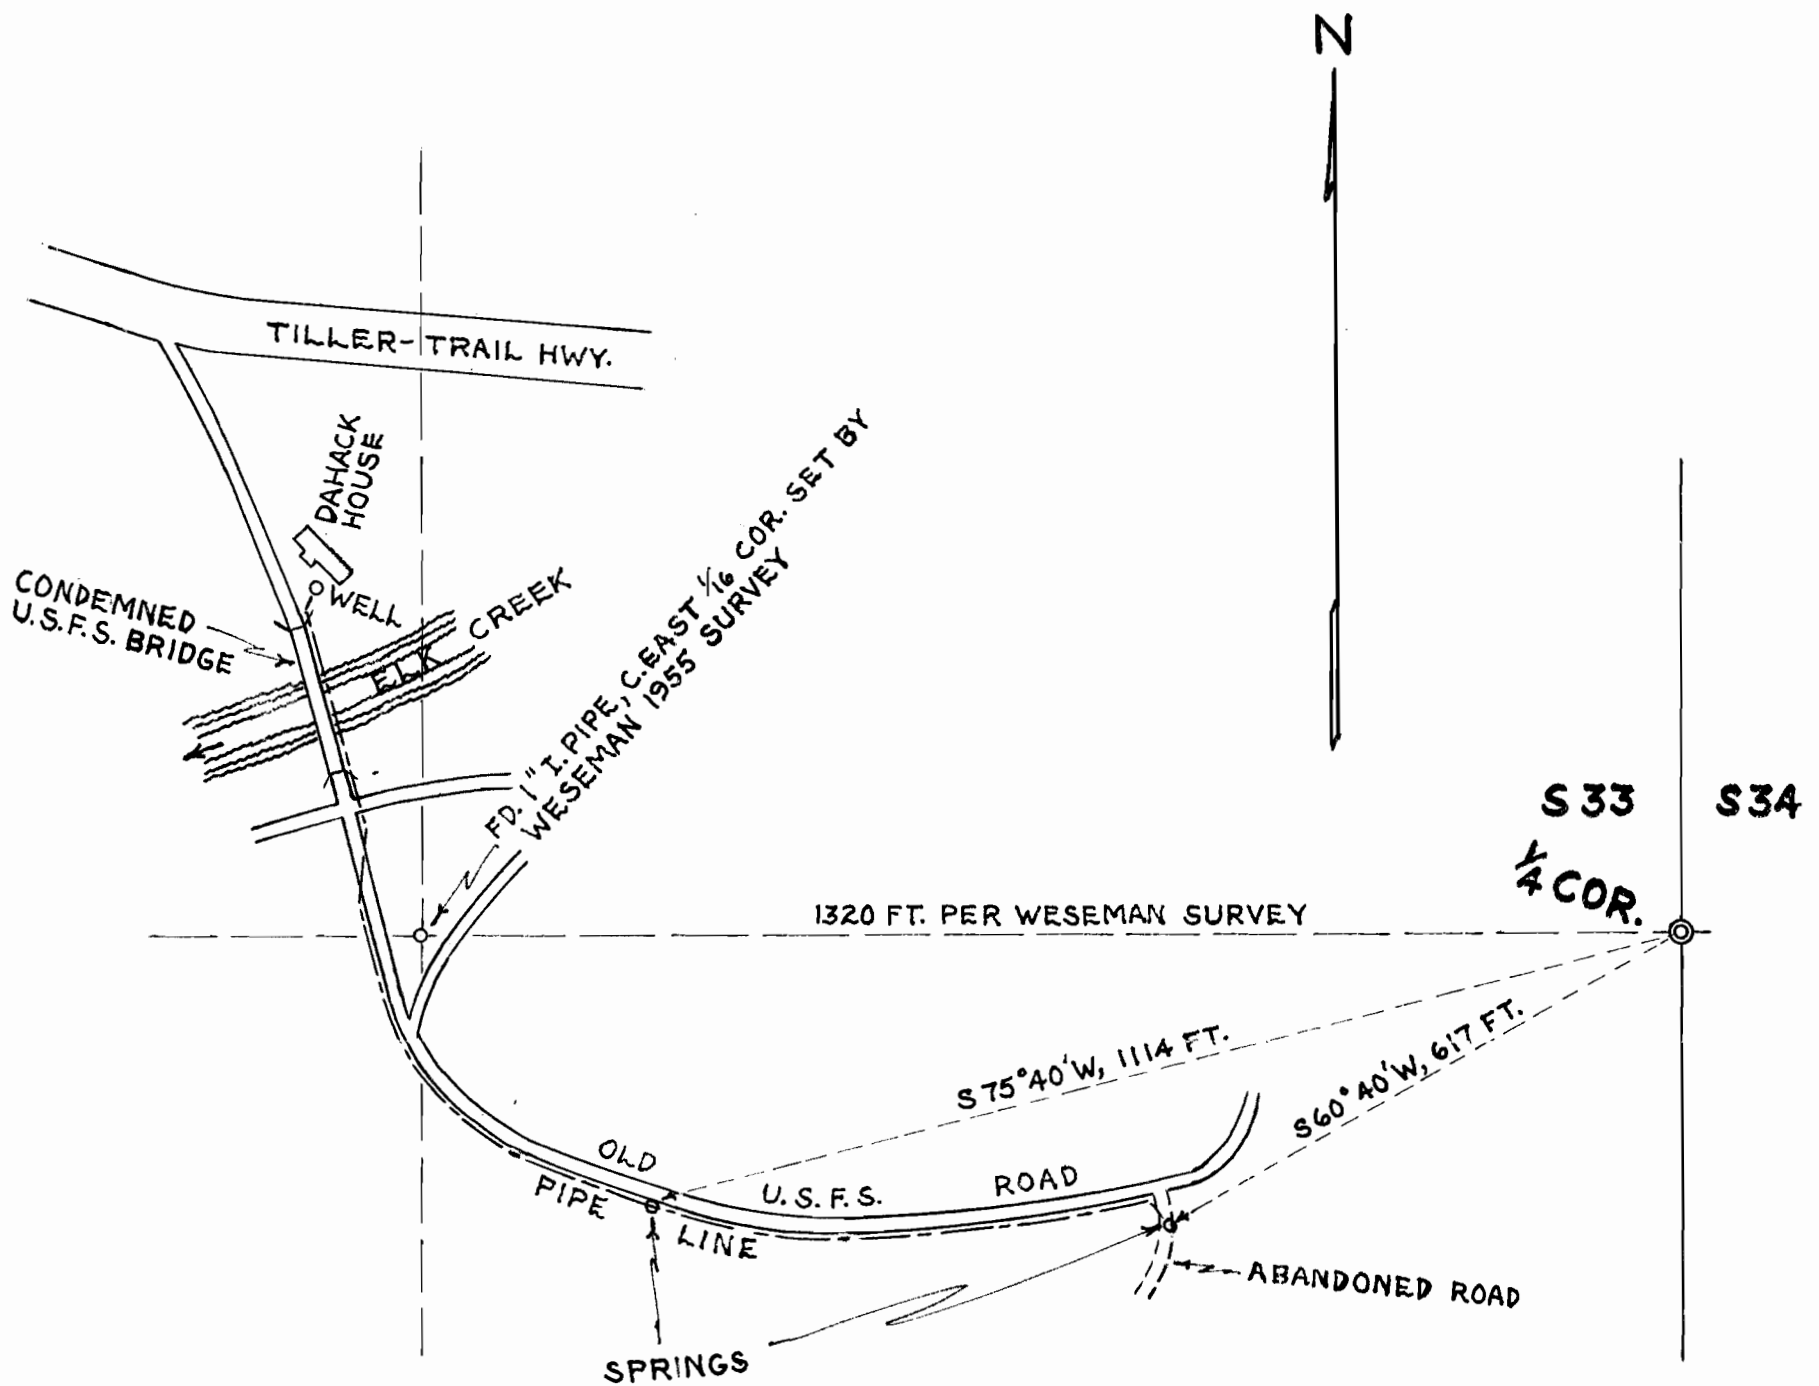 N
TILLER-TRAIL HWY.
DAHACK
HOUSE
CONDEMNED
U.S.F.S. BRIDGE
WELL
ELK CREEK
FD. 1" I. PIPE, C. EAST 1/16 COR. SET BY
WESEMAN 1955 SURVEY
S 33
S 34
1/4 COR.
1320 FT. PER WESEMAN SURVEY
S 75°40'W, 1114 FT.
S 60°40'W, 617 FT.
OLD U.S.F.S. ROAD
PIPE LINE
ABANDONED ROAD
SPRINGS